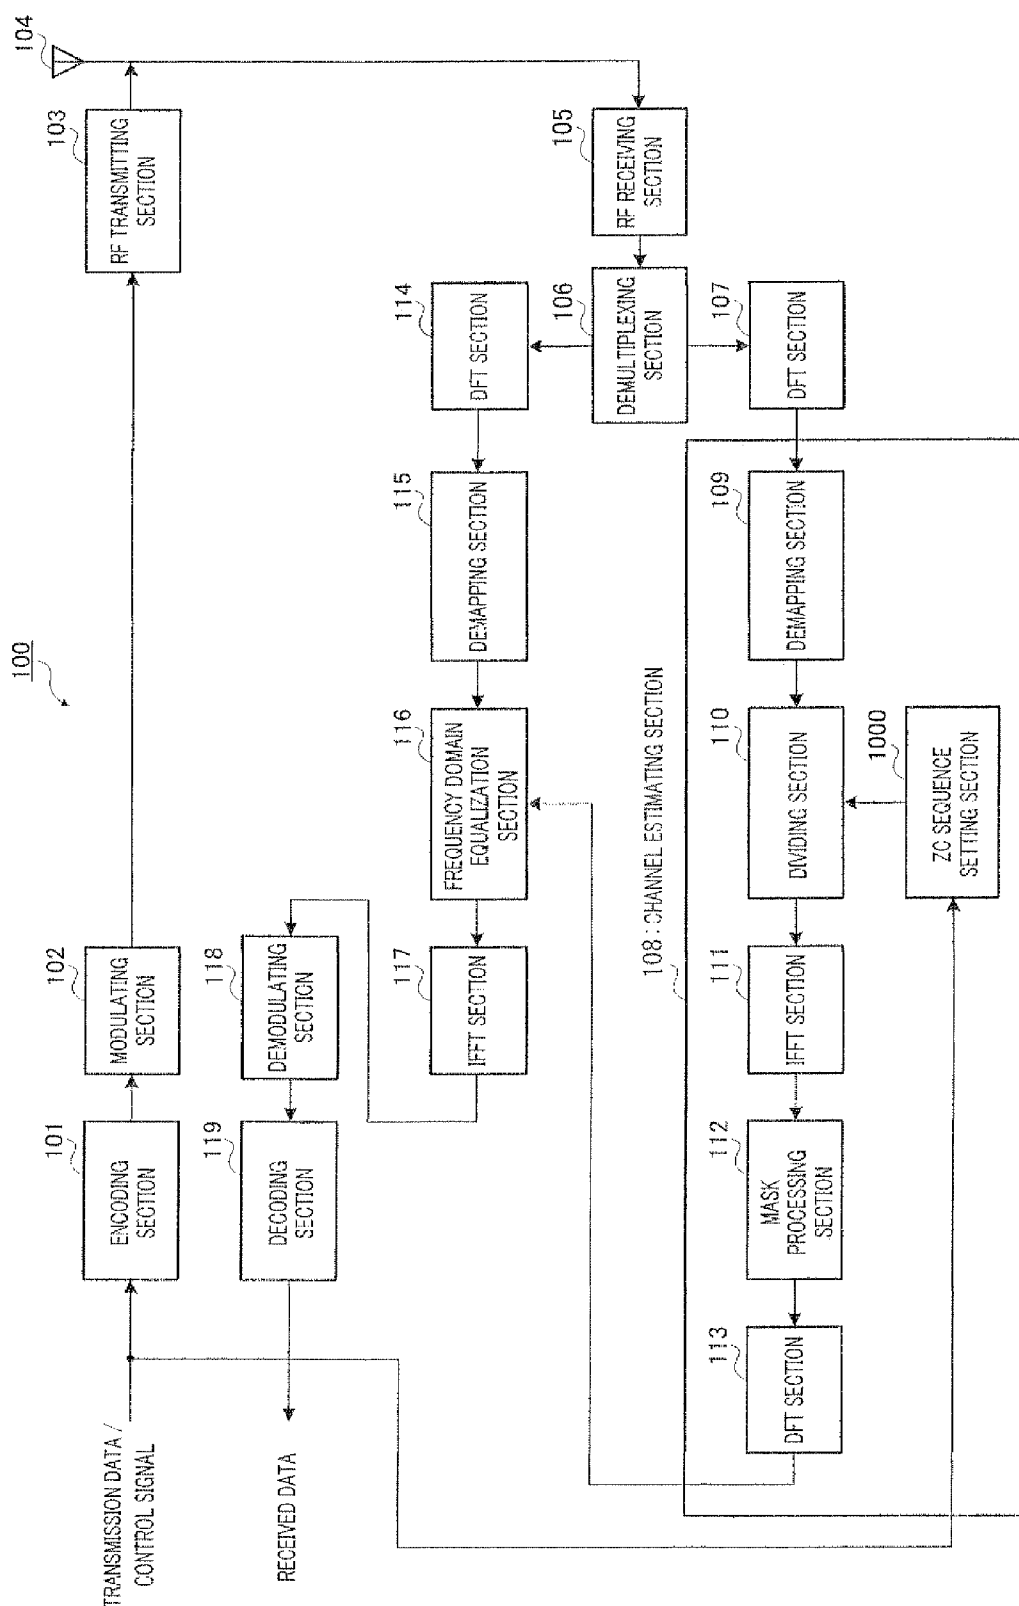 100
TRANSMISSION DATA /
CONTROL SIGNAL
101
ENCODING
SECTION
102
MODULATING
SECTION
103
RF TRANSMITTING
SECTION
104
RECEIVED DATA
119
DECODING
SECTION
118
DEMODULATING
SECTION
117
IFFT SECTION
116
FREQUENCY DOMAIN
EQUALIZATION
SECTION
115
DEMAPPING SECTION
114
DFT SECTION
105
RF RECEIVING
SECTION
106
DEMULTIPLEXING
SECTION
107
DFT SECTION
108 : CHANNEL ESTIMATING SECTION
113
DFT SECTION
112
MASK
PROCESSING
SECTION
111
IFFT SECTION
110
DIVIDING SECTION
109
DEMAPPING SECTION
1000
ZC SEQUENCE
SETTING SECTION